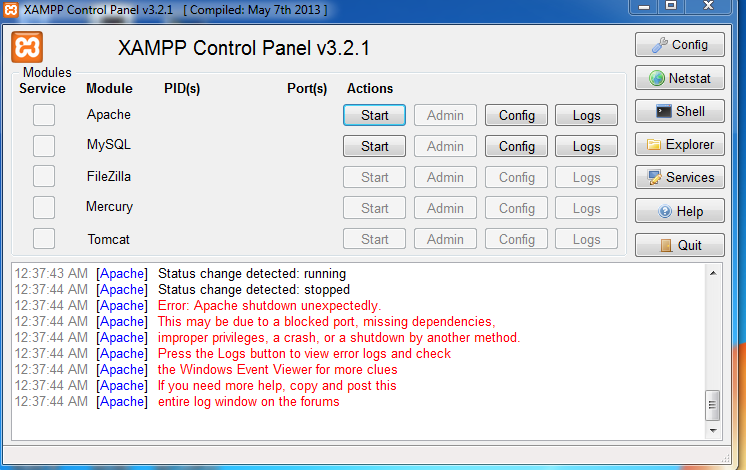 XAMPP Control Panel v3.2.1 [ Compiled: May 7th 2013 ]
XAMPP Control Panel v3.2.1
Config
Modules
Service Module PID(s) Port(s) Actions
Netstat
Apache Start Admin Config Logs
Shell
MySQL Start Admin Config Logs
Explorer
FileZilla Start Admin Config Logs
Services
Mercury Start Admin Config Logs
Help
Tomcat Start Admin Config Logs
Quit
12:37:43 AM [Apache] Status change detected: running
12:37:44 AM [Apache] Status change detected: stopped
12:37:44 AM [Apache] Error: Apache shutdown unexpectedly.
12:37:44 AM [Apache] This may be due to a blocked port, missing dependencies,
12:37:44 AM [Apache] improper privileges, a crash, or a shutdown by another method.
12:37:44 AM [Apache] Press the Logs button to view error logs and check
12:37:44 AM [Apache] the Windows Event Viewer for more clues
12:37:44 AM [Apache] If you need more help, copy and post this
12:37:44 AM [Apache] entire log window on the forums